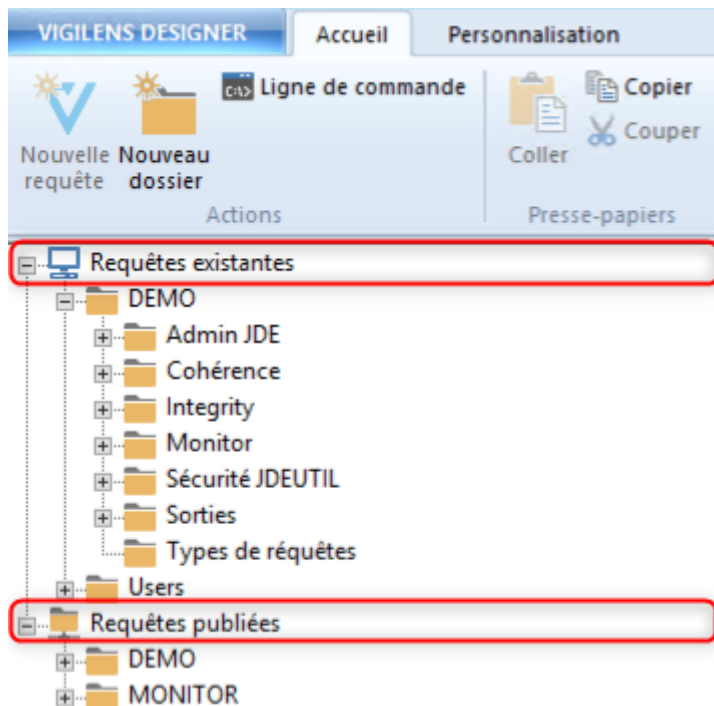 VIGILENS DESIGNER Accueil Personnalisation
Nouvelle requête
Nouveau dossier
C:\> Ligne de commande
Coller
Copier
Couper
Actions
Presse-papiers
Requêtes existantes
DEMO
Admin JDE
Cohérence
Integrity
Monitor
Sécurité JDEUTIL
Sorties
Types de réquêtes
Users
Requêtes publiées
DEMO
MONITOR